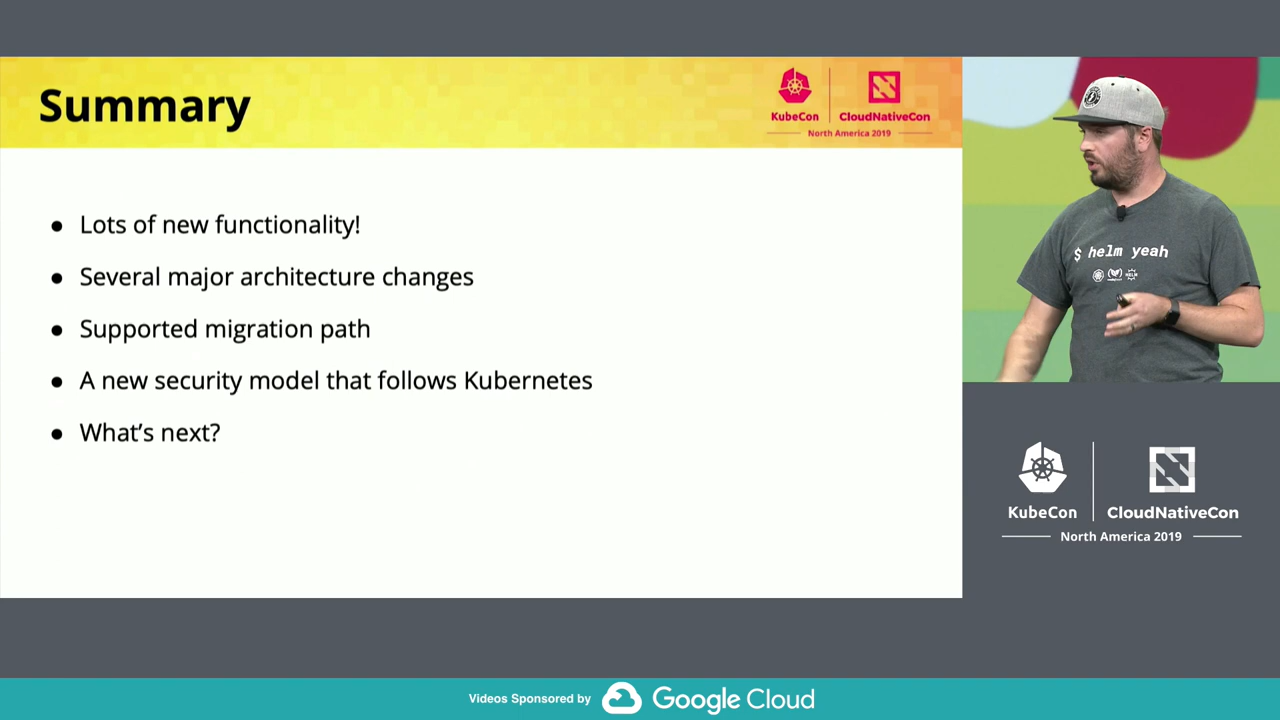 Summary
KubeCon
CloudNativeCon
North America 2019
Lots of new functionality!
Several major architecture changes
Supported migration path
A new security model that follows Kubernetes
What's next?
$ helm yeah
HELM
KubeCon
CloudNativeCon
North America 2019
Videos Sponsored by
Google Cloud